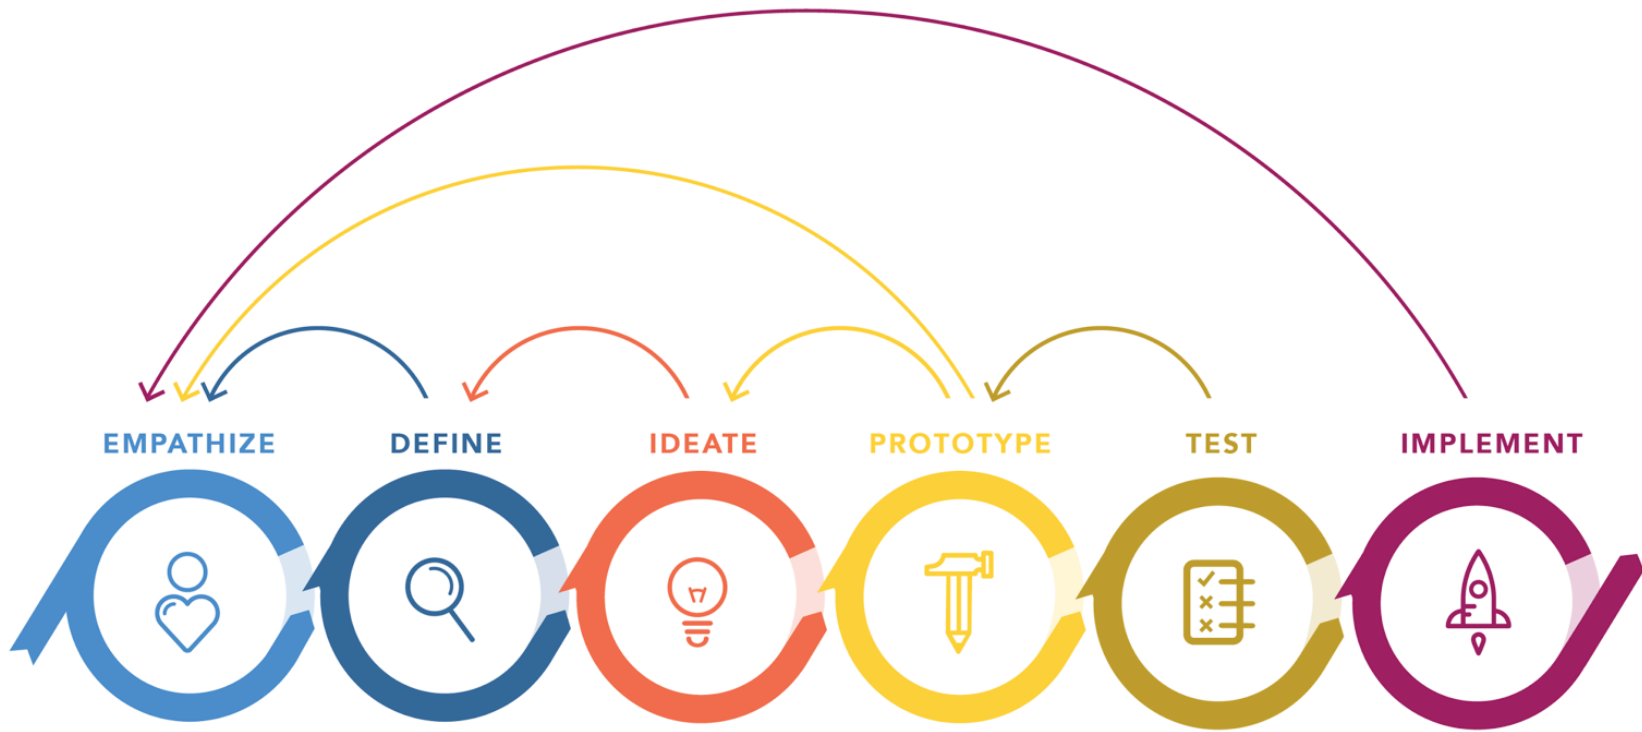 EMPATHIZE
DEFINE
IDEATE
PROTOTYPE
TEST
IMPLEMENT